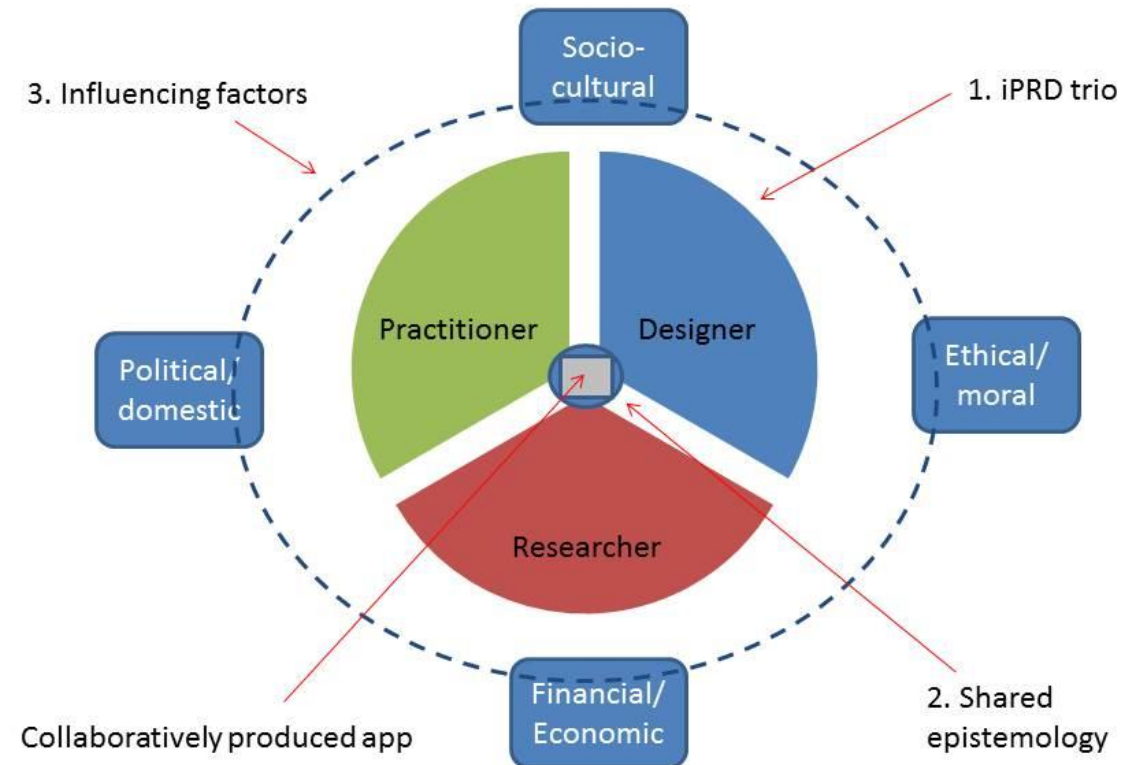 Socio-
cultural
3. Influencing factors
1. iPRD trio
Practitioner
Designer
Political/
domestic
Ethical/
moral
Researcher
Financial/
Economic
Collaboratively produced app
2. Shared
epistemology